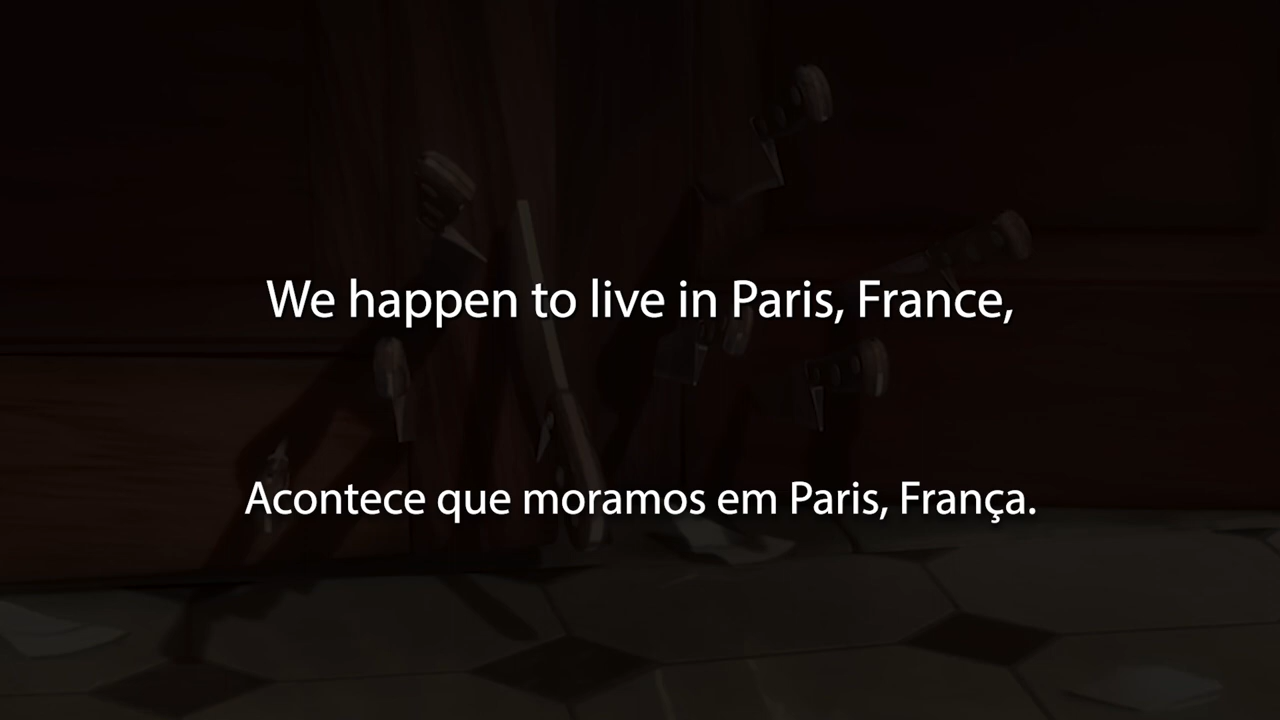 We happen to live in Paris, France,
Acontece que moramos em Paris, França.